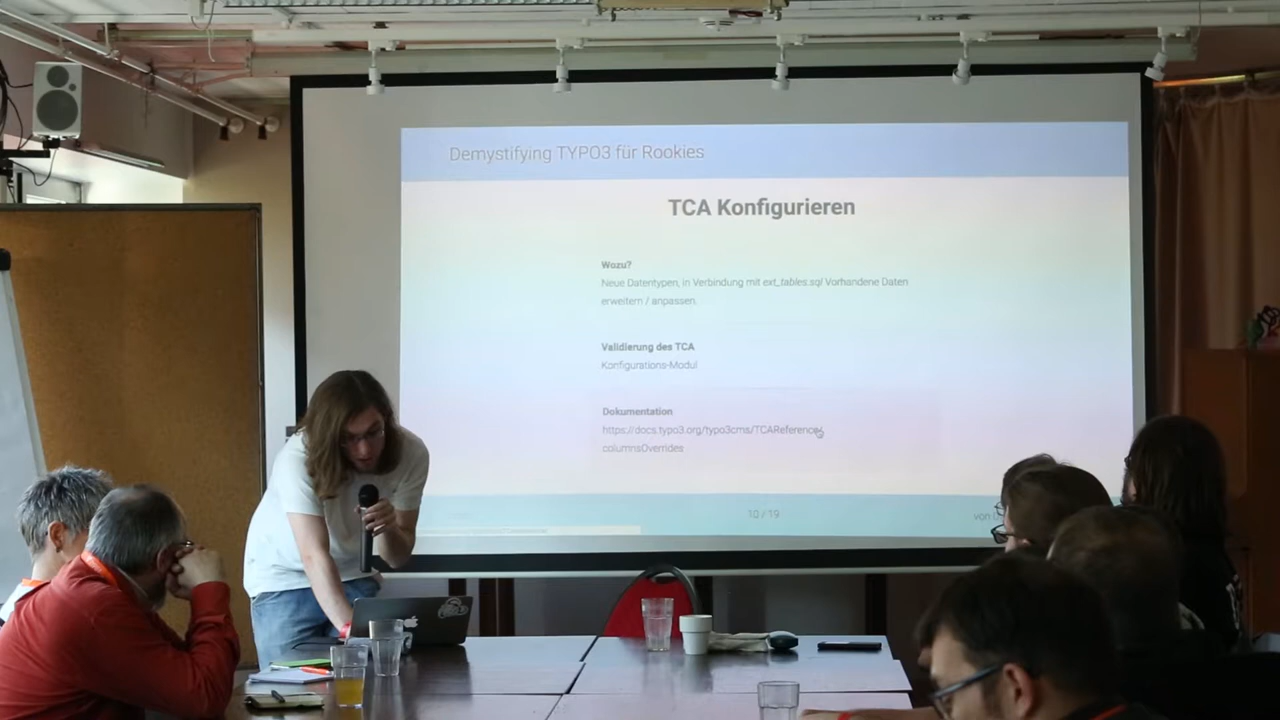 Demystifying TYPO3 für Rookies
TCA Konfigurieren
Wozu?
Neue Datentypen, in Verbindung mit ext_tables.sql Vorhandene Daten
erweitern / anpassen.
Validierung des TCA
Konfigurations-Modul
Dokumentation
https://docs.typo3.org/typo3cms/TCAReference/
columnsOverrides
10 / 19
von